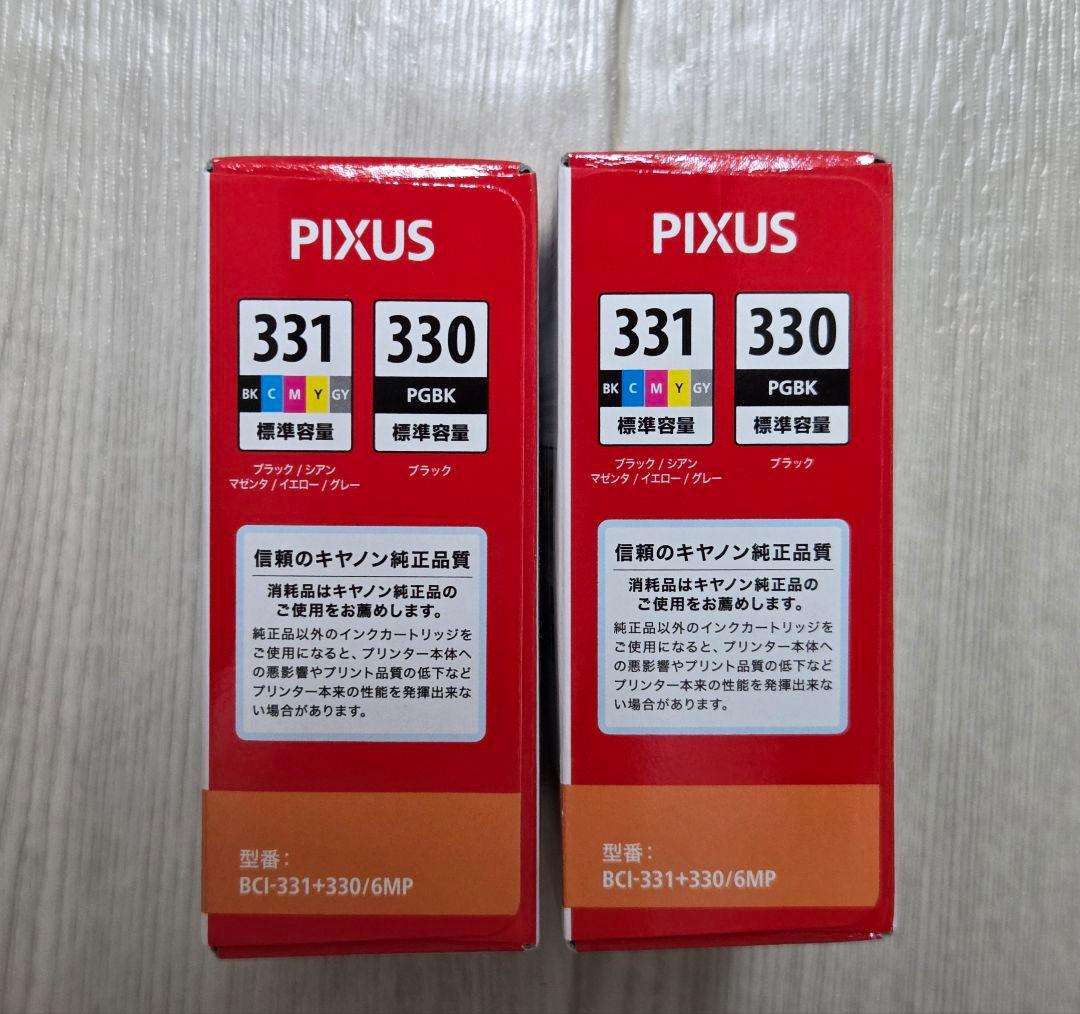 PIXUS
331
BK C M Y GY
標準容量
ブラック / シアン
マゼンタ / イエロー / グレー
330
PGBK
標準容量
ブラック
信頼のキヤノン純正品質
消耗品はキヤノン純正品の
ご使用をお薦めします。
純正品以外のインクカートリッジを
ご使用になると、プリンター本体へ
の悪影響やプリント品質の低下など
プリンター本来の性能を発揮出来な
い場合があります。
型番:
BCI-331+330/6MP
PIXUS
331
BK C M Y GY
標準容量
ブラック / シアン
マゼンタ / イエロー / グレー
330
PGBK
標準容量
ブラック
信頼のキヤノン純正品質
消耗品はキヤノン純正品の
ご使用をお薦めします。
純正品以外のインクカートリッジを
ご使用になると、プリンター本体へ
の悪影響やプリント品質の低下など
プリンター本来の性能を発揮出来な
い場合があります。
型番:
BCI-331+330/6MP